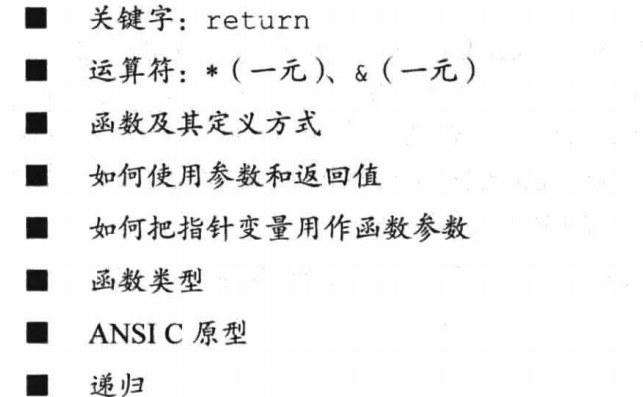 ■ 关键字：return
■ 运算符：*（一元）、&（一元）
■ 函数及其定义方式
■ 如何使用参数和返回值
■ 如何把指针变量用作函数参数
■ 函数类型
■ ANSI C 原型
■ 递归